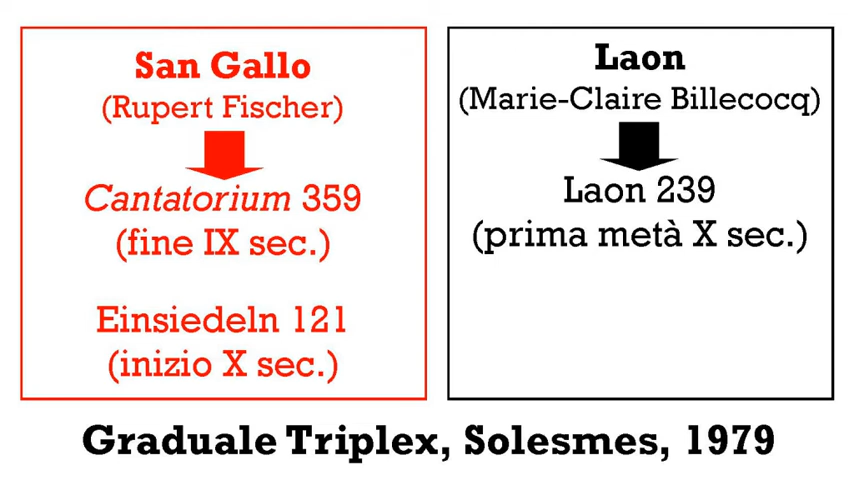 San Gallo
(Rupert Fischer)
Cantatorium 359
(fine IX sec.)
Einsiedeln 121
(inizio X sec.)
Laon
(Marie-Claire Billecocq)
Laon 239
(prima metà X sec.)
Graduale Triplex, Solesmes, 1979